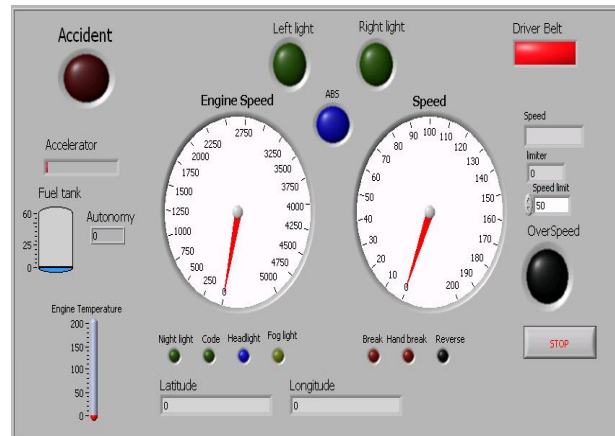 Accident
Left light
Right light
Driver Belt
ABS
Engine Speed
Speed
2750
2250
2000
3250
1750
3500
1500
3750
1250
4000
1000
4250
750
4500
500
4750
250
5000
0
100
90
110
80
120
70
130
60
140
50
150
40
160
30
170
20
180
10
190
0
200
Accelerator
Fuel tank
60
25
0
Autonomy
0
Speed
limiter
0
Speed limit
50
OverSpeed
STOP
Engine Temperature
200
150
100
50
0
Night light
Code
Headlight
Fog light
Break
Hand break
Reverse
Latitude
Longitude
0
0